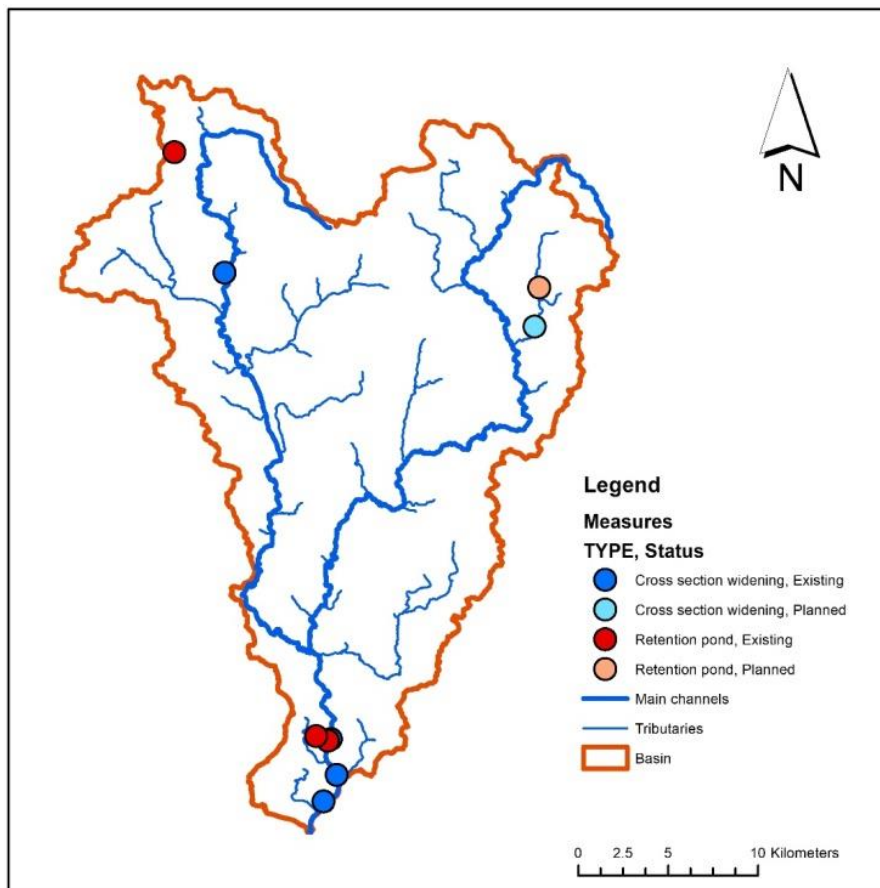 N
Legend
Measures
TYPE, Status
Cross section widening, Existing
Cross section widening, Planned
Retention pond, Existing
Retention pond, Planned
Main channels
Tributaries
Basin
0 2.5 5 10 Kilometers